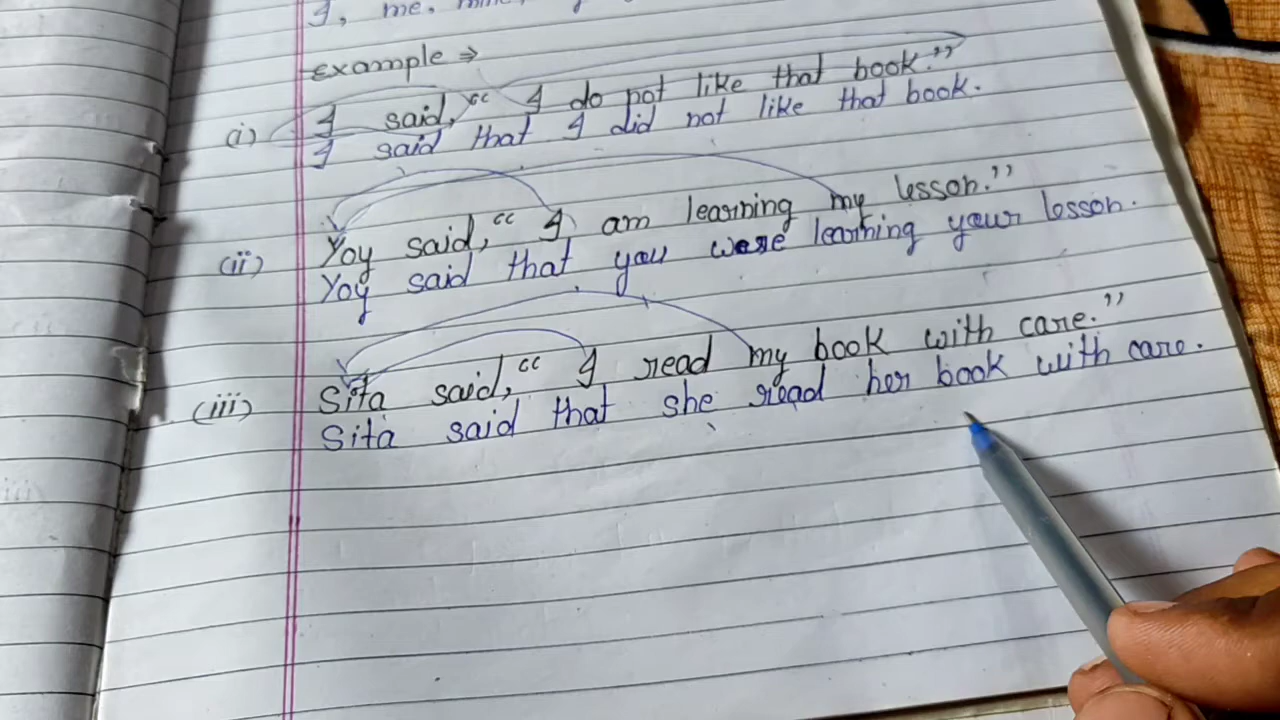 I, me, mine,
Example ⇒
(i) I said, “I do not like that book.”
I said that I did not like that book.
(ii) You said, “I am learning my lesson.”
You said that you were learning your lesson.
(iii) Sita said, “I read my book with care.”
Sita said that she read her book with care.